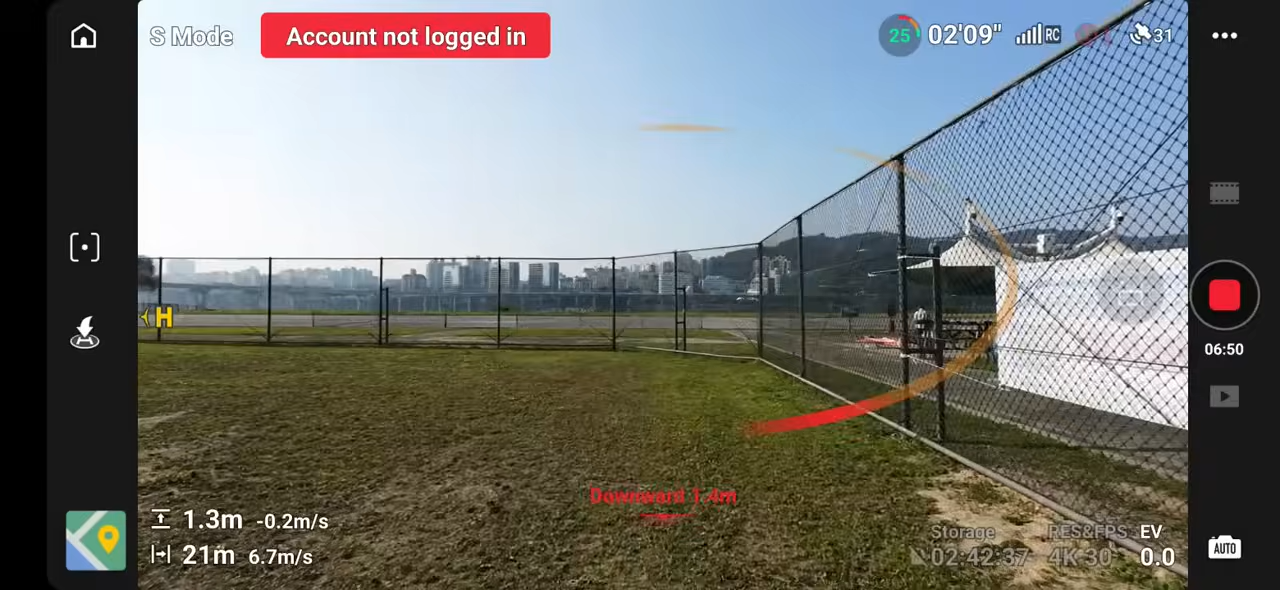 S Mode
Account not logged in
25
02'09"
RC
31
H
06:50
Downward 1.4m
1.3m -0.2m/s
21m 6.7m/s
Storage
02:42:37
RES&FPS
4K 30
EV
0.0
AUTO